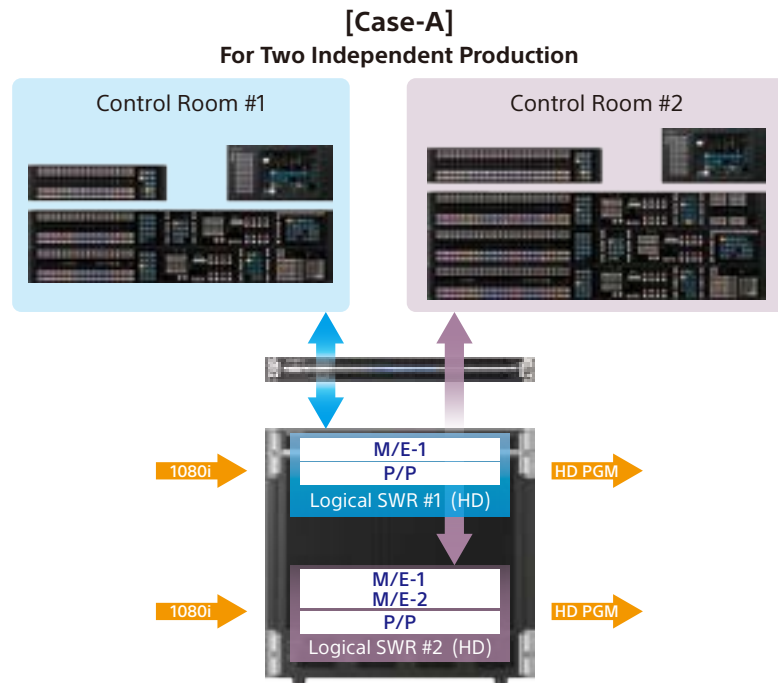 [Case-A]
For Two Independent Production
Control Room #1
Control Room #2
M/E-1
P/P
Logical SWR #1 (HD)
1080i
HD PGM
M/E-1
M/E-2
P/P
Logical SWR #2 (HD)
1080i
HD PGM